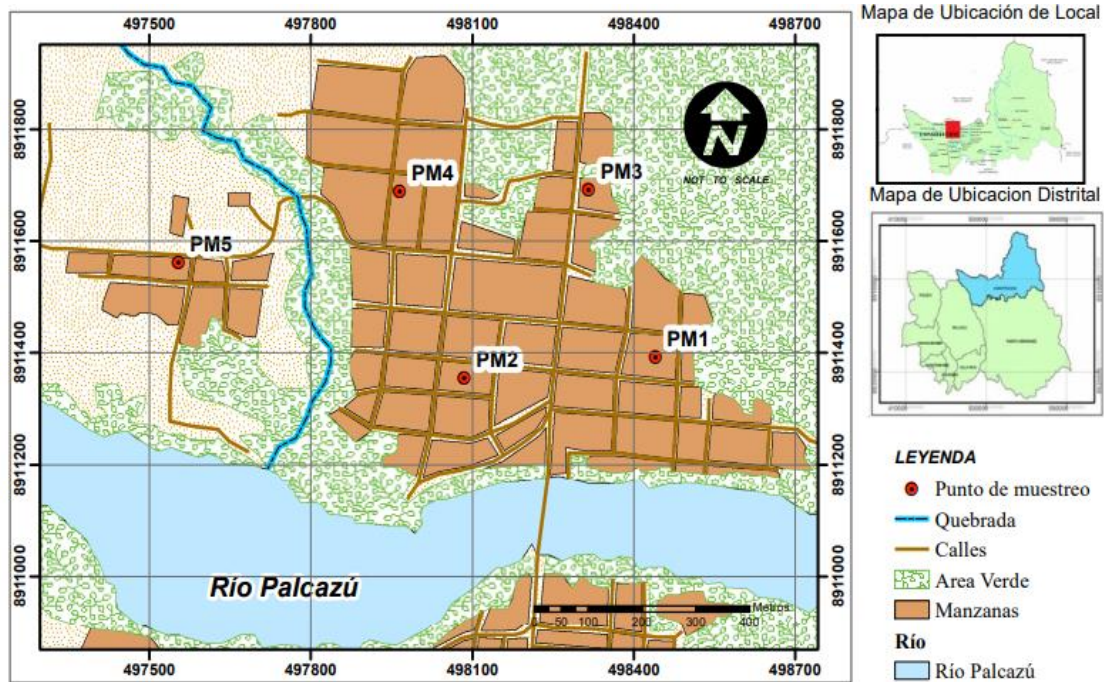 497500 497800 498100 498400 498700
Mapa de Ubicación de Local
8911800 8911800
PM4
PM3
NOT TO SCALE
N
Mapa de Ubicacion Distrital
8911600 8911600
PM5
8911400 8911400
PM1
PM2
8911200 8911200
8911000 8911000
Río Palcazú
Metros
0 50 100 200 300 400
497500 497800 498100 498400 498700
LEYENDA
Punto de muestreo
Quebrada
Calles
Area Verde
Manzanas
Río
Río Palcazú